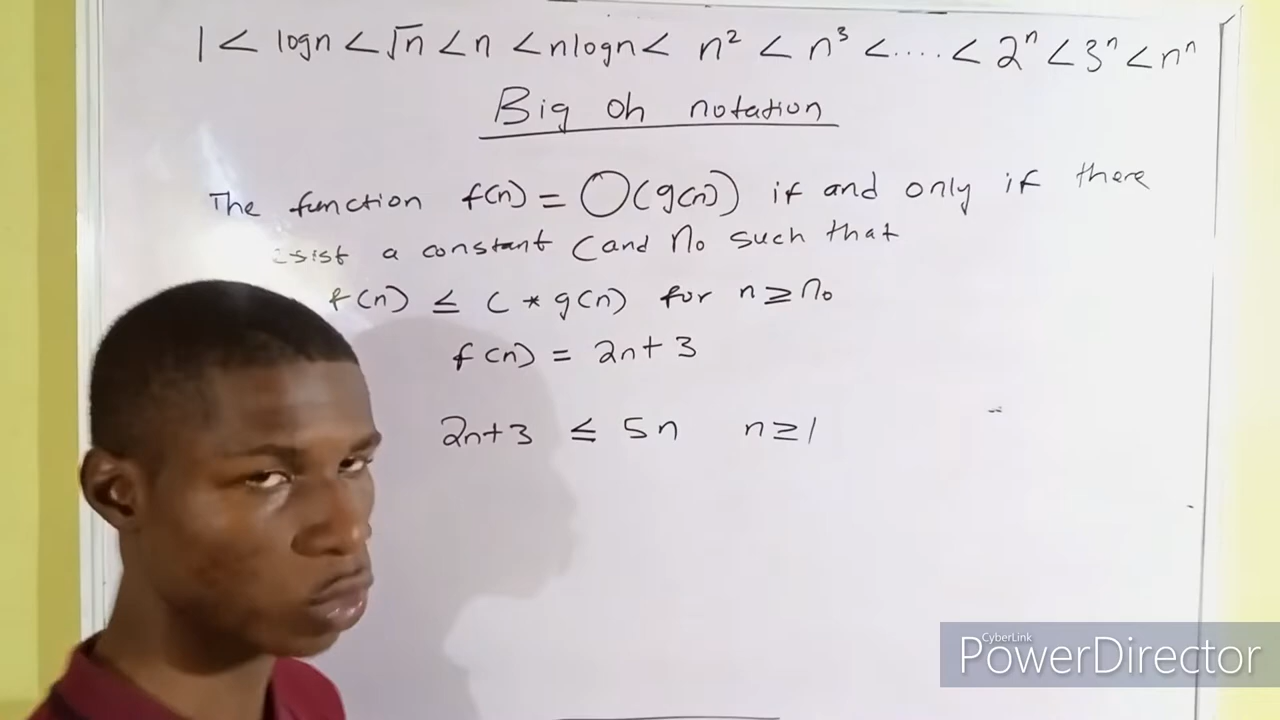 1 < logn < √n < n < nlogn < n² < n³ < .... < 2ⁿ < 3ⁿ < nⁿ
Big Oh notation
The function f(n) = O(g(n)) if and only if there
sist a constant C and n₀ such that
f(n) ≤ C * g(n) for n ≥ n₀
f(n) = 2n+3
2n+3 ≤ 5n n≥1
CyberLink
PowerDirector